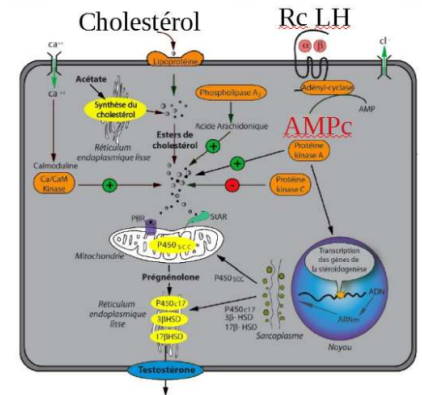 Cholestérol
Rc LH
ca⁺⁺
Lipoprotéine
α β
cl⁻
Acétate
ca ⁺⁺
Synthèse du
cholestérol
Phospholipase A₂
Adényl-cyclase
AMP
Réticulum
endoplasmique lisse
Esters de
cholestérol
Acide Arachidonique
AMPc
Calmoduline
Ca/CaM
Kinase
+
+
+
-
Protéine
kinase C
Protéine
kinase A
PBR
StAR
Mitochondrie
P450scc
Prégnénolone
P450scc
Transcription
des gènes de
la stéroidogenèse
ADN
ARNm
Noyau
Réticulum
endoplasmique
lisse
P450c17
3βHSD
17βHSD
P450c17
3β- HSD
17β- HSD
Sarcoplasme
Testostérone